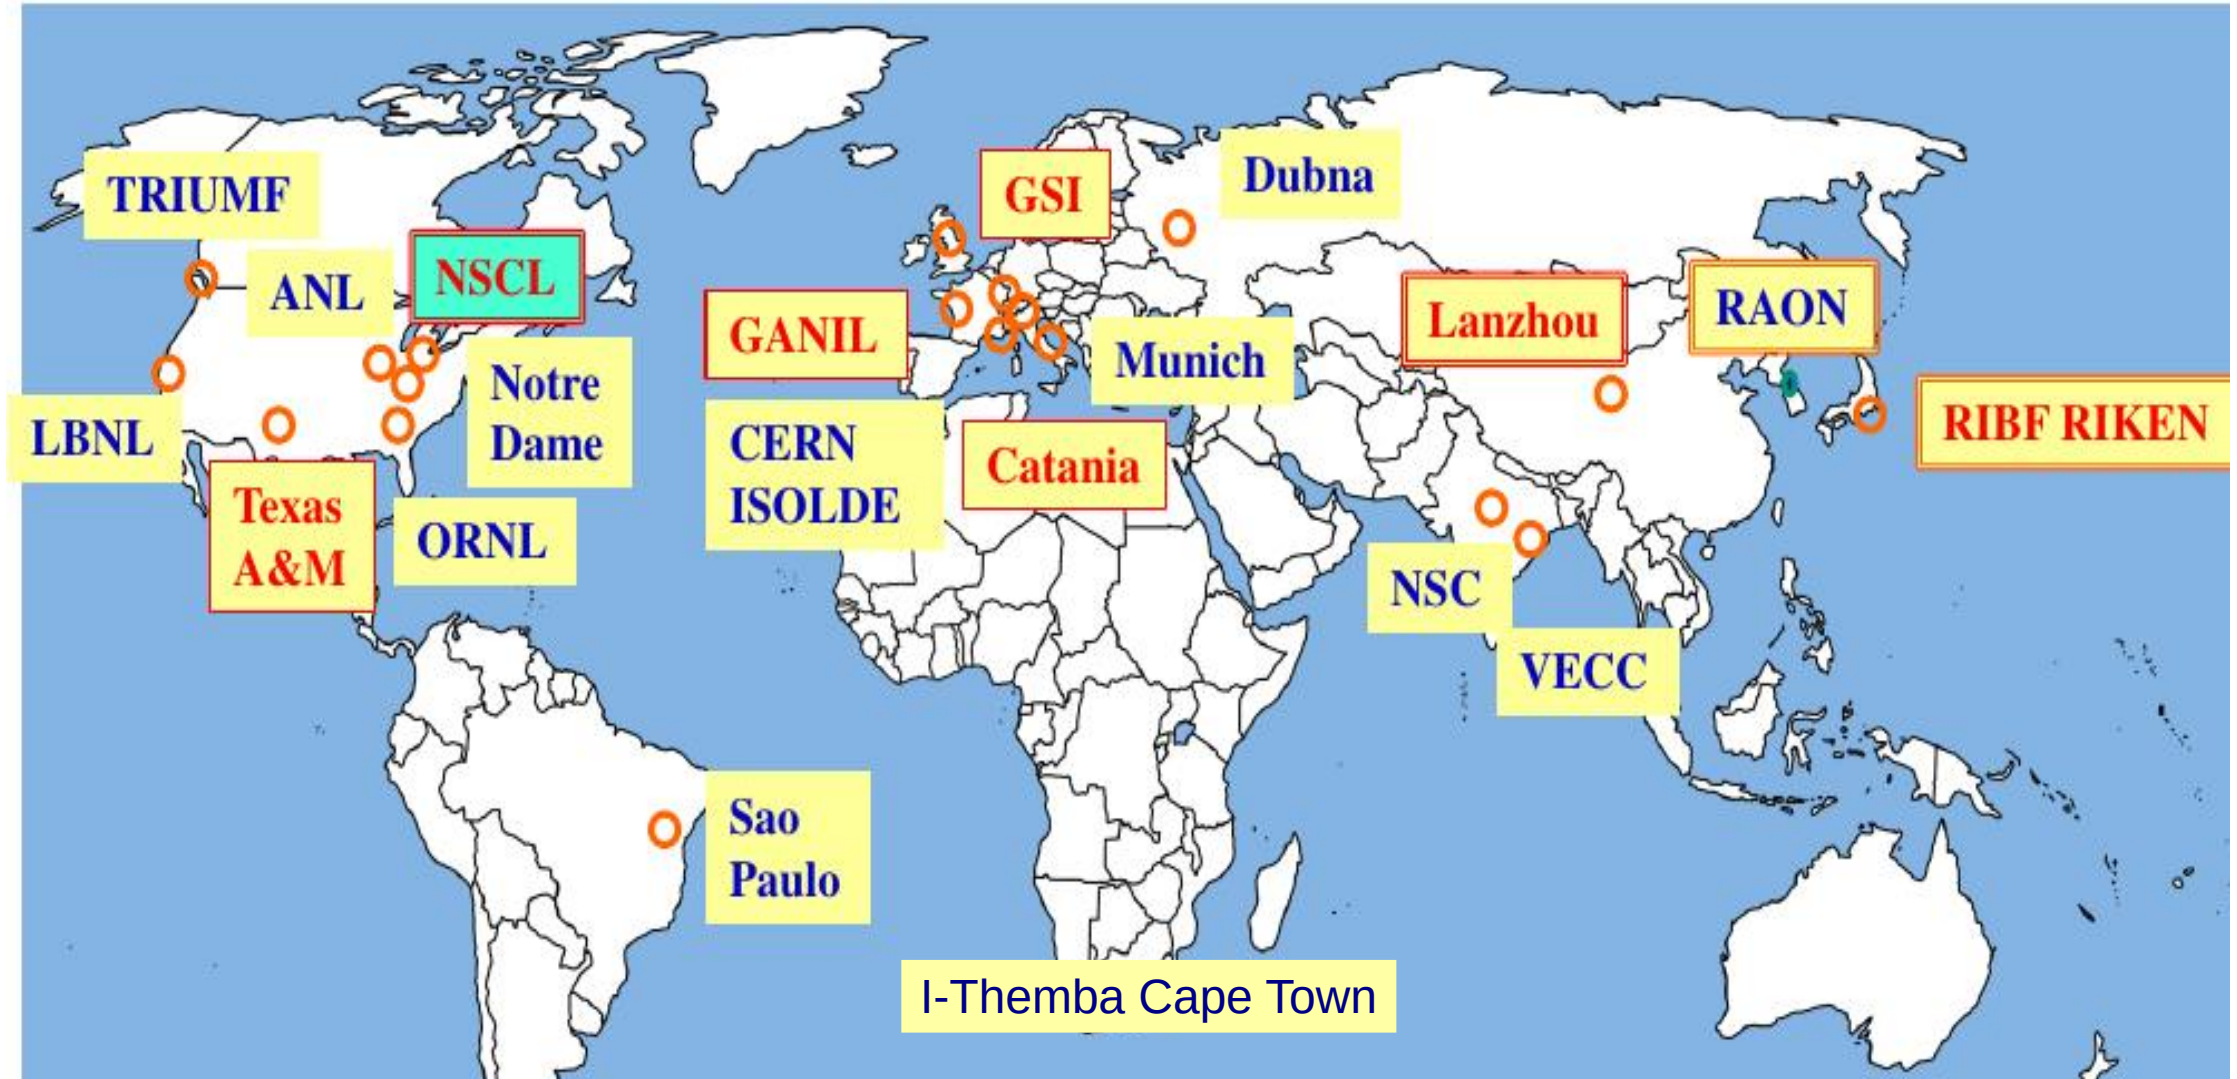 TRIUMF
ANL
NSCL
GSI
Dubna
GANIL
Munich
Lanzhou
RAON
LBNL
Notre
Dame
CERN
ISOLDE
Catania
RIBF RIKEN
Texas
A&M
ORNL
NSC
VECC
Sao
Paulo
I-Themba Cape Town